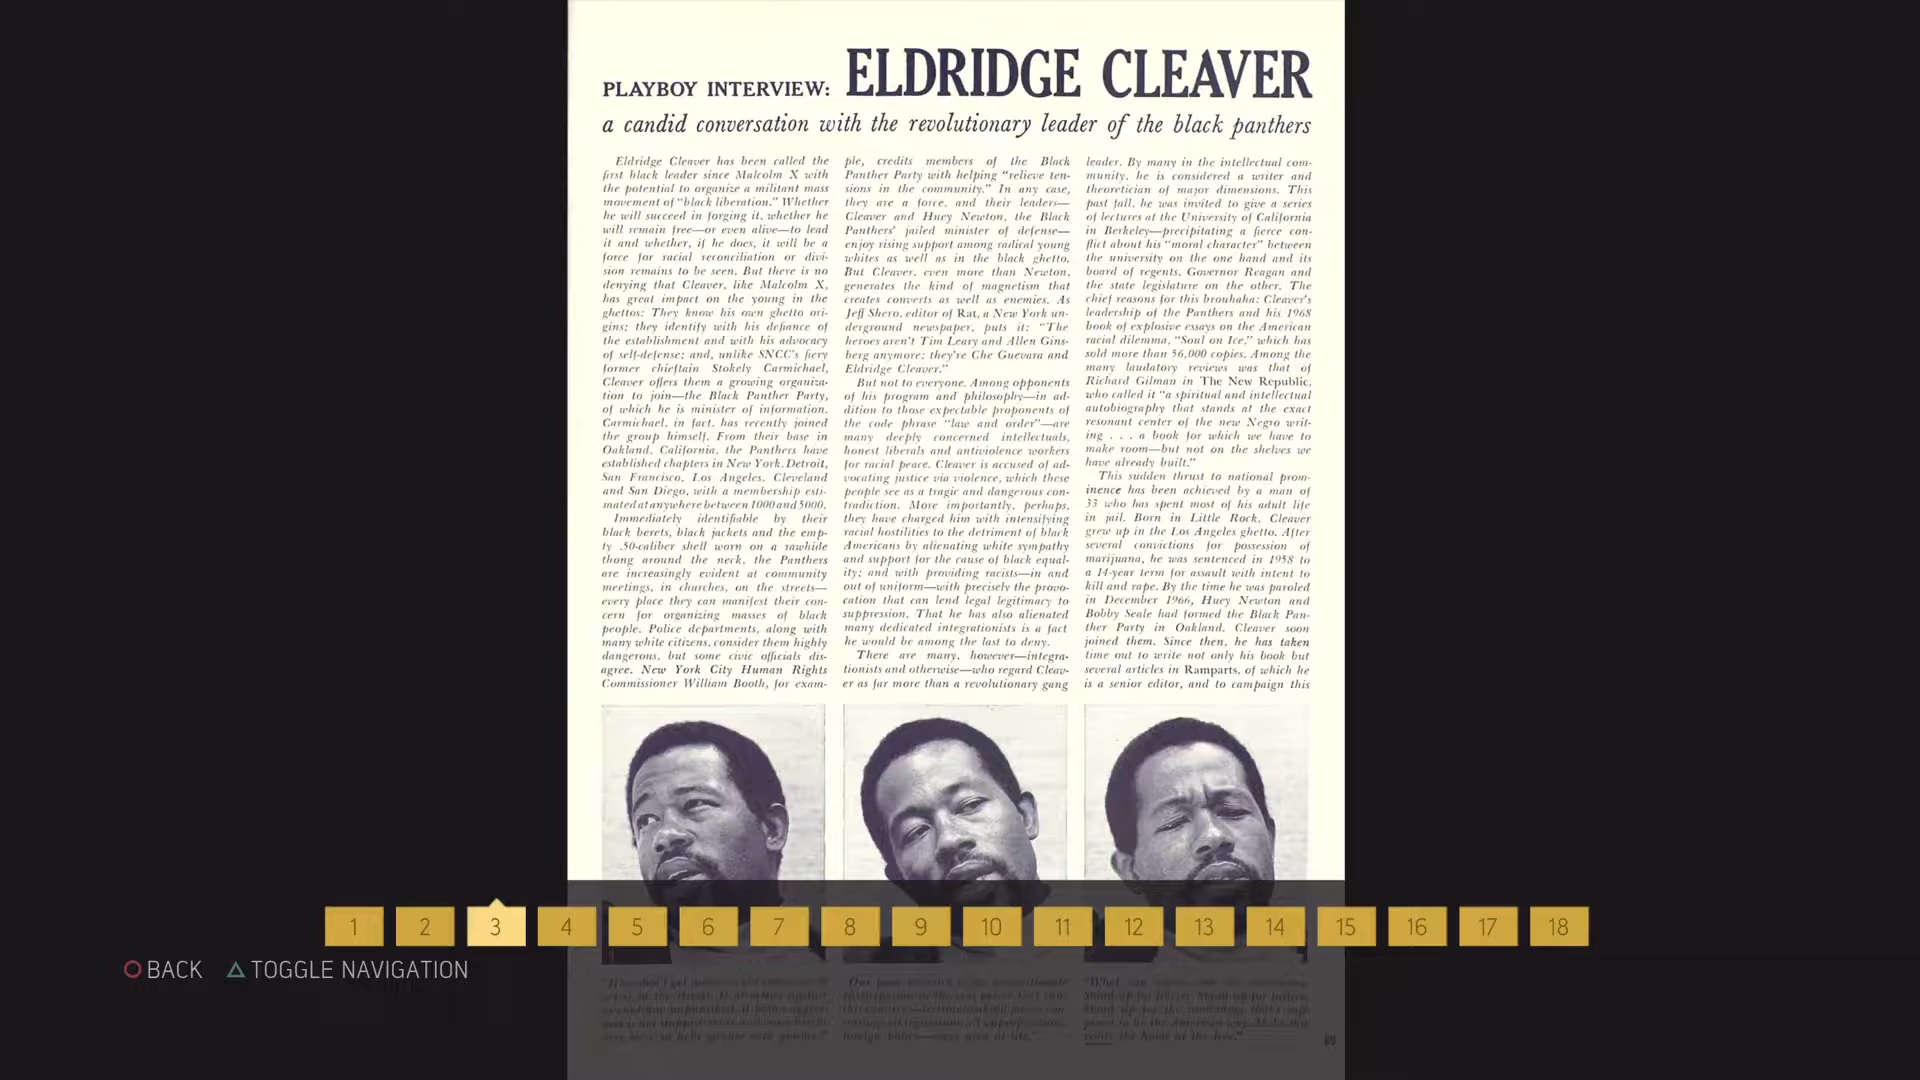 PLAYBOY INTERVIEW: ELDRIDGE CLEAVER
a candid conversation with the revolutionary leader of the black panthers
Eldridge Cleaver has been called the
first black leader since Malcolm X with
the potential to organize a militant mass
movement of "black liberation." Whether
he will succeed in forging it, whether he
will remain free—or even alive—to lead
it and whether, if he does, it will be a
force for racial reconciliation or divi-
sion remains to be seen. But there is no
denying that Cleaver, like Malcolm X,
has great impact on the young in the
ghettos: They know his own ghetto ori-
gins; they identify with his defiance of
the establishment and with his advocacy
of self-defense; and, unlike SNCC's fiery
former chieftain Stokely Carmichael,
Cleaver offers them a growing organiza-
tion to join—the Black Panther Party,
of which he is minister of information.
Carmichael, in fact, has recently joined
the group himself. From their base in
Oakland, California, the Panthers have
established chapters in New York, Detroit,
San Francisco, Los Angeles, Cleveland
and San Diego, with a membership esti-
mated at anywhere between 1000 and 5000.
Immediately identifiable by their
black berets, black jackets and the emp-
ty .50-caliber shell worn on a rawhide
thong around the neck, the Panthers
are increasingly evident at community
meetings, in churches, on the streets—
every place they can manifest their con-
cern for organizing masses of black
people. Police departments, along with
many white citizens, consider them highly
dangerous, but some civic officials dis-
agree. New York City Human Rights
Commissioner William Booth, for exam-
ple, credits members of the Black
Panther Party with helping "relieve ten-
sions in the community." In any case,
they are a force, and their leaders—
Cleaver and Huey Newton, the Black
Panthers' jailed minister of defense—
enjoy rising support among radical young
whites as well as in the black ghetto.
But Cleaver, even more than Newton,
generates the kind of magnetism that
creates converts as well as enemies. As
Jeff Shero, editor of Rat, a New York un-
derground newspaper, puts it: "The
heroes aren't Tim Leary and Allen Gins-
berg anymore; they're Che Guevara and
Eldridge Cleaver."
But not to everyone. Among opponents
of his program and philosophy—in ad-
dition to those expectable proponents of
the code phrase "law and order"—are
many deeply concerned intellectuals,
honest liberals and antiviolence workers
for racial peace. Cleaver is accused of ad-
vocating justice via violence, which these
people see as a tragic and dangerous con-
tradiction. More importantly, perhaps,
they have charged him with intensifying
racial hostilities to the detriment of black
Americans by alienating white sympathy
and support for the cause of black equal-
ity; and with providing racists—in and
out of uniform—with precisely the provo-
cation that can lend legal legitimacy to
suppression. That he has also alienated
many dedicated integrationists is a fact
he would be among the last to deny.
There are many, however—integra-
tionists and otherwise—who regard Cleav-
er as far more than a revolutionary gang
leader. By many in the intellectual com-
munity, he is considered a writer and
theoretician of major dimensions. This
past fall, he was invited to give a series
of lectures at the University of California
in Berkeley—precipitating a fierce con-
flict about his "moral character" between
the university on the one hand and its
board of regents, Governor Reagan and
the state legislature on the other. The
chief reasons for this brouhaha: Cleaver's
leadership of the Panthers and his 1968
book of explosive essays on the American
racial dilemma, "Soul on Ice," which has
sold more than 56,000 copies. Among the
many laudatory reviews was that of
Richard Gilman in The New Republic,
who called it "a spiritual and intellectual
autobiography that stands at the exact
resonant center of the new Negro writ-
ing . . . a book for which we have to
make room—but not on the shelves we
have already built."
This sudden thrust to national prom-
inence has been achieved by a man of
33 who has spent most of his adult life
in jail. Born in Little Rock, Cleaver
grew up in the Los Angeles ghetto. After
several convictions for possession of
marijuana, he was sentenced in 1958 to
a 14-year term for assault with intent to
kill and rape. By the time he was paroled
in December 1966, Huey Newton and
Bobby Seale had formed the Black Pan-
ther Party in Oakland. Cleaver soon
joined them. Since then, he has taken
time out to write not only his book but
several articles in Ramparts, of which he
is a senior editor, and to campaign this
1 2 3 4 5 6 7 8 9 10 11 12 13 14 15 16 17 18
BACK TOGGLE NAVIGATION